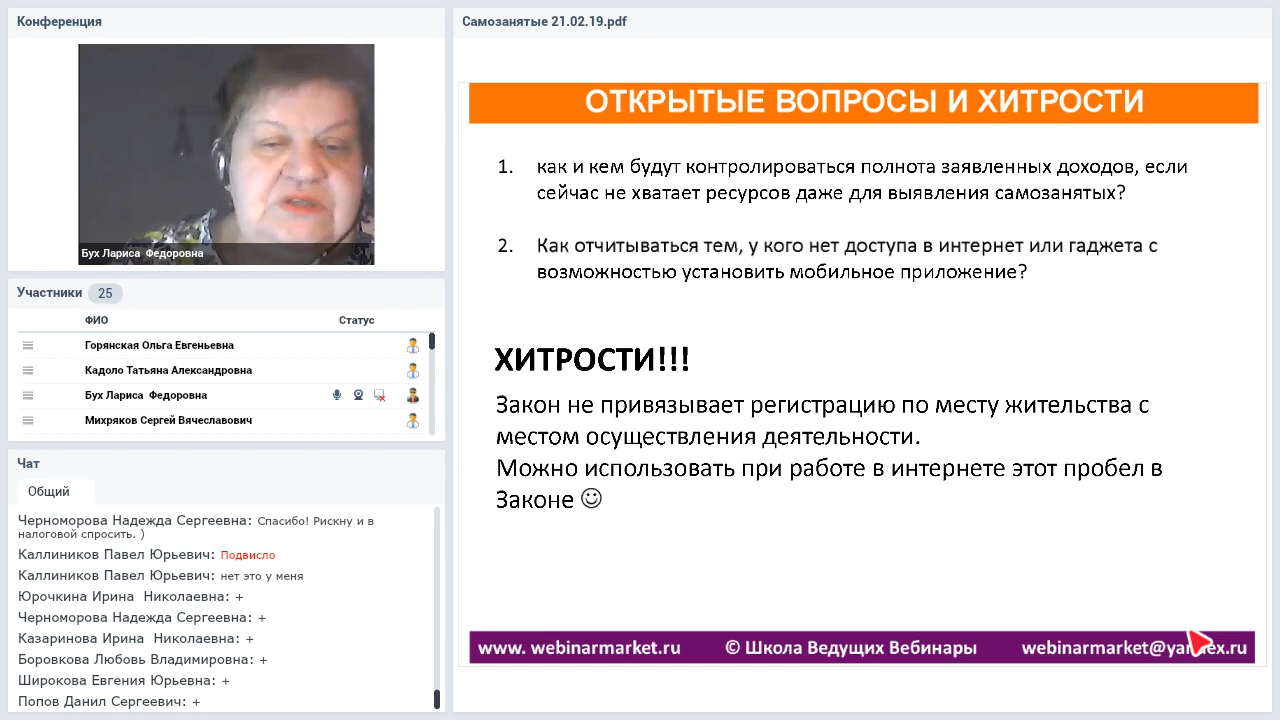 Конференция
Бух Лариса Федоровна
Участники 25
ФИО Статус
Горянская Ольга Евгеньевна
Кадоло Татьяна Александровна
Бух Лариса Федоровна
Михряков Сергей Вячеславович
Чат
Общий
Черноморова Надежда Сергеевна: Спасибо! Рискну и в
налоговой спросить. )
Каллиников Павел Юрьевич: Подвисло
Каллиников Павел Юрьевич: нет это у меня
Юрочкина Ирина Николаевна: +
Черноморова Надежда Сергеевна: +
Казаринова Ирина Николаевна: +
Боровкова Любовь Владимировна: +
Широкова Евгения Юрьевна: +
Попов Данил Сергеевич: +
Самозанятые 21.02.19.pdf
ОТКРЫТЫЕ ВОПРОСЫ И ХИТРОСТИ
1. как и кем будут контролироваться полнота заявленных доходов, если
сейчас не хватает ресурсов даже для выявления самозанятых?
2. Как отчитываться тем, у кого нет доступа в интернет или гаджета с
возможностью установить мобильное приложение?
ХИТРОСТИ!!!
Закон не привязывает регистрацию по месту жительства с
местом осуществления деятельности.
Можно использовать при работе в интернете этот пробел в
Законе ☺
www. webinarmarket.ru © Школа Ведущих Вебинары webinarmarket@yandex.ru